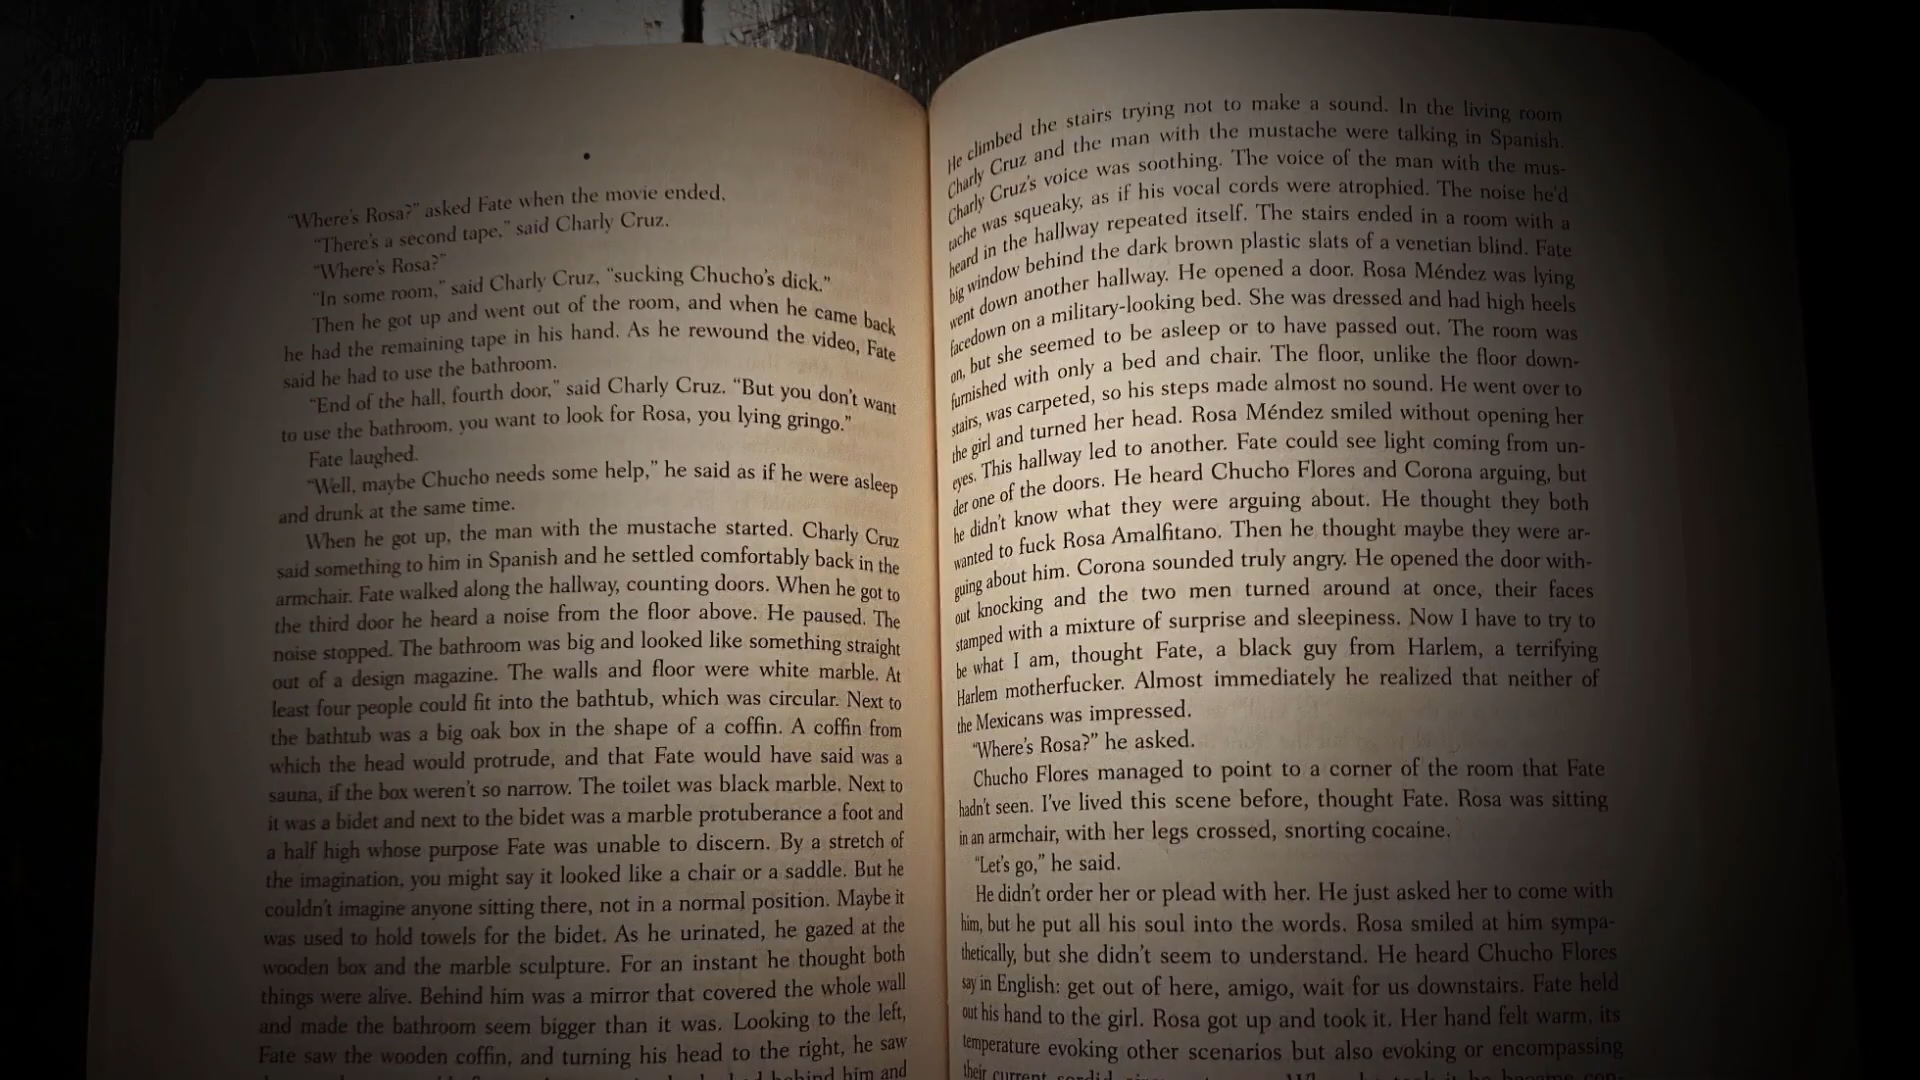 “Where’s Rosa?” asked Fate when the movie ended.
“There’s a second tape,” said Charly Cruz.
“Where’s Rosa?”
“In some room,” said Charly Cruz, “sucking Chucho’s dick.”
Then he got up and went out of the room, and when he came back
he had the remaining tape in his hand. As he rewound the video, Fate
said he had to use the bathroom.
“End of the hall, fourth door,” said Charly Cruz. “But you don’t want
to use the bathroom, you want to look for Rosa, you lying gringo.”
Fate laughed.
“Well, maybe Chucho needs some help,” he said as if he were asleep
and drunk at the same time.
When he got up, the man with the mustache started. Charly Cruz
said something to him in Spanish and he settled comfortably back in the
armchair. Fate walked along the hallway, counting doors. When he got to
the third door he heard a noise from the floor above. He paused. The
noise stopped. The bathroom was big and looked like something straight
out of a design magazine. The walls and floor were white marble. At
least four people could fit into the bathtub, which was circular. Next to
the bathtub was a big oak box in the shape of a coffin. A coffin from
which the head would protrude, and that Fate would have said was a
sauna, if the box weren’t so narrow. The toilet was black marble. Next to
it was a bidet and next to the bidet was a marble protuberance a foot and
a half high whose purpose Fate was unable to discern. By a stretch of
the imagination, you might say it looked like a chair or a saddle. But he
couldn’t imagine anyone sitting there, not in a normal position. Maybe it
was used to hold towels for the bidet. As he urinated, he gazed at the
wooden box and the marble sculpture. For an instant he thought both
things were alive. Behind him was a mirror that covered the whole wall
and made the bathroom seem bigger than it was. Looking to the left,
Fate saw the wooden coffin, and turning his head to the right, he saw
behind him and
He climbed the stairs trying not to make a sound. In the living room
Charly Cruz and the man with the mustache were talking in Spanish.
Charly Cruz’s voice was soothing. The voice of the man with the mus-
tache was squeaky, as if his vocal cords were atrophied. The noise he’d
heard in the hallway repeated itself. The stairs ended in a room with a
big window behind the dark brown plastic slats of a venetian blind. Fate
went down another hallway. He opened a door. Rosa Méndez was lying
facedown on a military-looking bed. She was dressed and had high heels
on, but she seemed to be asleep or to have passed out. The room was
furnished with only a bed and chair. The floor, unlike the floor down-
stairs, was carpeted, so his steps made almost no sound. He went over to
the girl and turned her head. Rosa Méndez smiled without opening her
eyes. This hallway led to another. Fate could see light coming from un-
der one of the doors. He heard Chucho Flores and Corona arguing, but
he didn’t know what they were arguing about. He thought they both
wanted to fuck Rosa Amalfitano. Then he thought maybe they were ar-
guing about him. Corona sounded truly angry. He opened the door with-
out knocking and the two men turned around at once, their faces
stamped with a mixture of surprise and sleepiness. Now I have to try to
be what I am, thought Fate, a black guy from Harlem, a terrifying
Harlem motherfucker. Almost immediately he realized that neither of
the Mexicans was impressed.
“Where’s Rosa?” he asked.
Chucho Flores managed to point to a corner of the room that Fate
hadn’t seen. I’ve lived this scene before, thought Fate. Rosa was sitting
in an armchair, with her legs crossed, snorting cocaine.
“Let’s go,” he said.
He didn’t order her or plead with her. He just asked her to come with
him, but he put all his soul into the words. Rosa smiled at him sympa-
thetically, but she didn’t seem to understand. He heard Chucho Flores
say in English: get out of here, amigo, wait for us downstairs. Fate held
out his hand to the girl. Rosa got up and took it. Her hand felt warm, its
temperature evoking other scenarios but also evoking or encompassing
their current